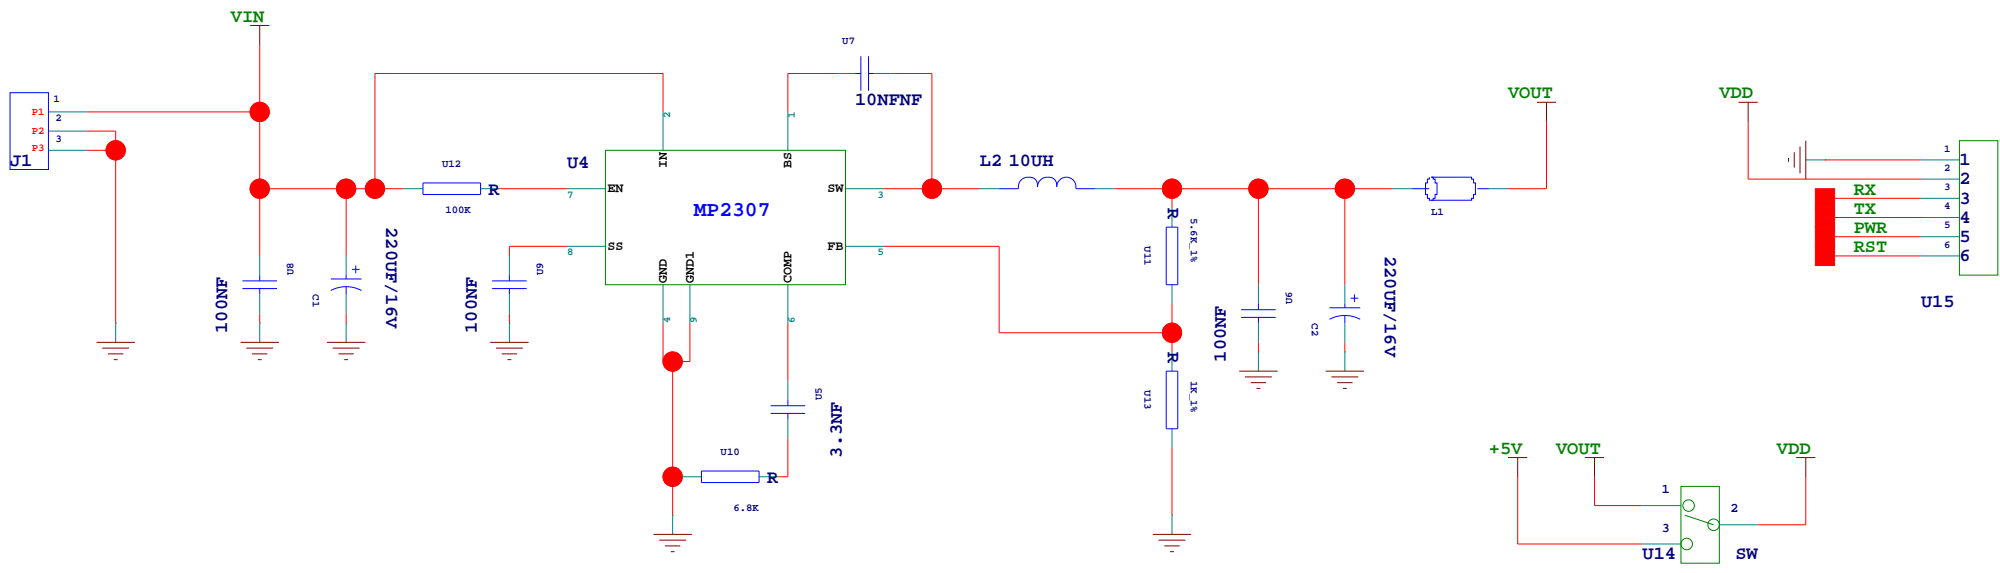 VIN
J1
P1
P2
P3
1
2
3
U12
R
100K
U8
100NF
C1
+
220UF/16V
U9
100NF
U4
MP2307
IN
2
BS
1
EN
7
SS
8
SW
3
FB
5
GND
4
GND1
9
COMP
6
U7
10NFNF
U5
3.3NF
U10
R
6.8K
L2 10UH
R
U11
5.6K_1%
R
U13
1K_1%
U6
100NF
C2
+
220UF/16V
L1
VOUT
VDD
RX
TX
PWR
RST
1
2
3
4
5
6
1
2
3
4
5
6
U15
+5V
VOUT
VDD
1
3
2
U14
SW